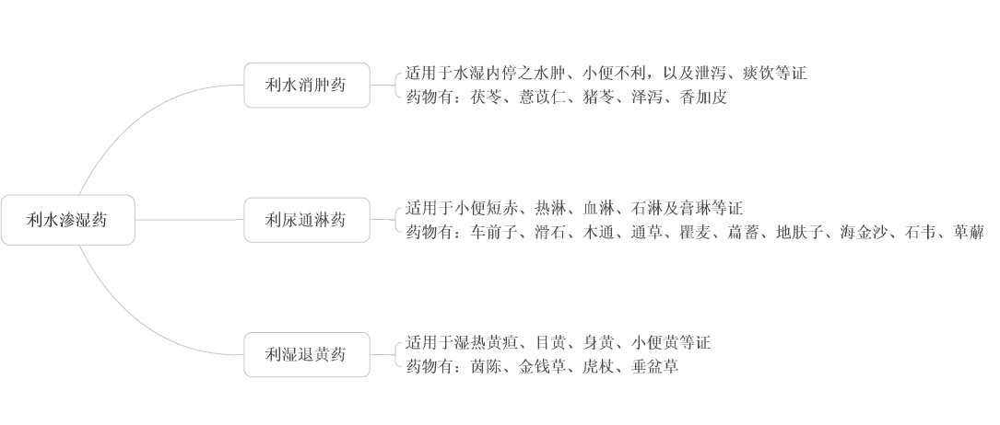 利水渗湿药
利水消肿药
适用于水湿内停之水肿、小便不利，以及泄泻、痰饮等证
药物有：茯苓、薏苡仁、猪苓、泽泻、香加皮
利尿通淋药
适用于小便短赤、热淋、血淋、石淋及膏琳等证
药物有：车前子、滑石、木通、通草、瞿麦、萹蓄、地肤子、海金沙、石韦、萆薢
利湿退黄药
适用于湿热黄疸、目黄、身黄、小便黄等证
药物有：茵陈、金钱草、虎杖、垂盆草